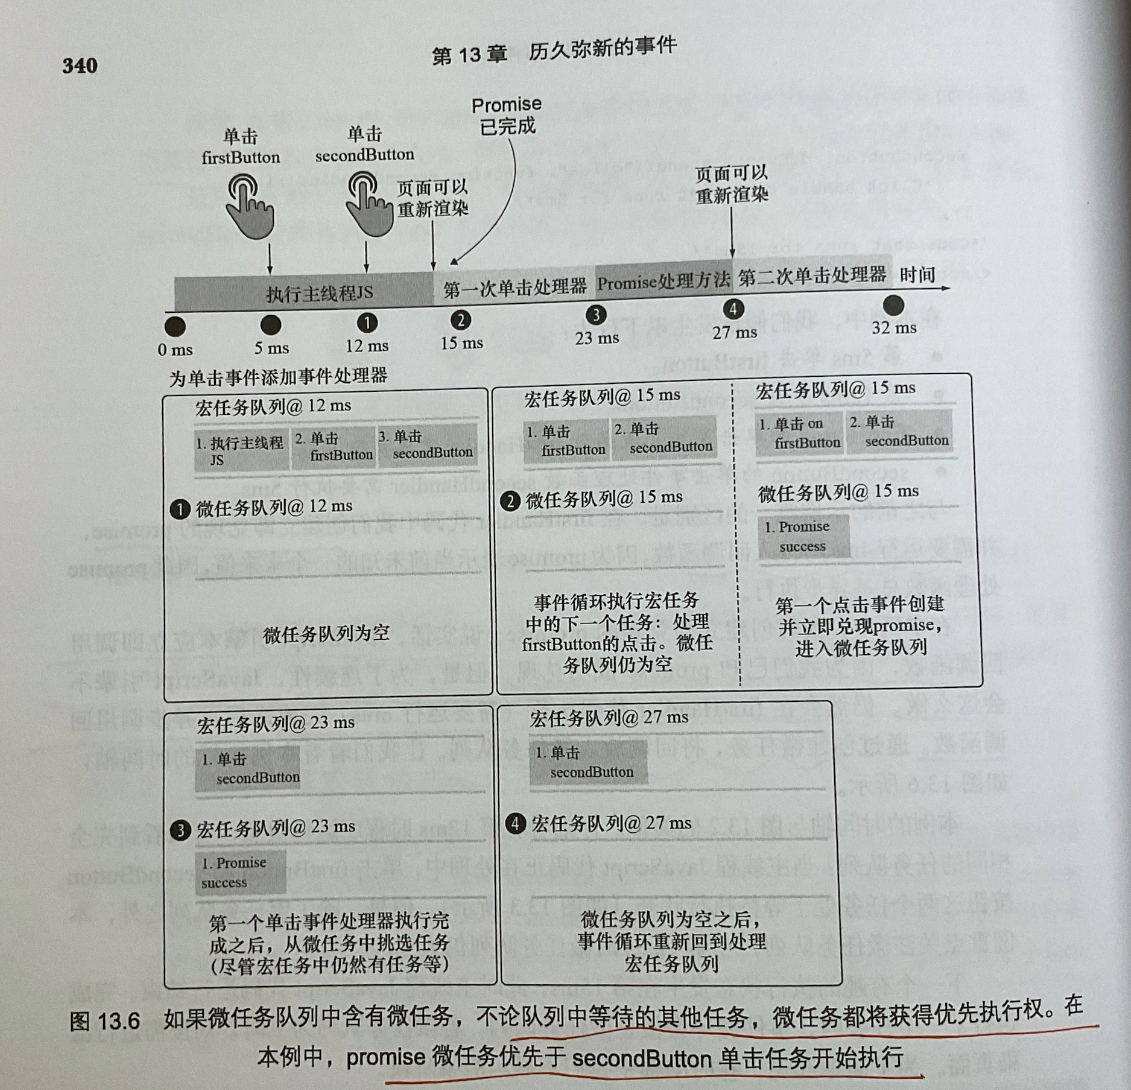 340
第 13 章 历久弥新的事件
Promise
已完成
单击
firstButton
单击
secondButton
页面可以
重新渲染
页面可以
重新渲染
执行主线程JS
第一次单击处理器
Promise处理方法
第二次单击处理器
时间
1
2
3
4
0 ms
5 ms
12 ms
15 ms
23 ms
27 ms
32 ms
为单击事件添加事件处理器
宏任务队列@ 12 ms
1. 执行主线程
JS
2. 单击
firstButton
3. 单击
secondButton
1 微任务队列@ 12 ms
微任务队列为空
宏任务队列@ 15 ms
1. 单击
firstButton
2. 单击
secondButton
2 微任务队列@ 15 ms
事件循环执行宏任务
中的下一个任务：处理
firstButton的点击。微任
务队列仍为空
宏任务队列@ 15 ms
1. 单击 on
firstButton
2. 单击
secondButton
微任务队列@ 15 ms
1. Promise
success
第一个点击事件创建
并立即兑现promise，
进入微任务队列
宏任务队列@ 23 ms
1. 单击
secondButton
3 宏任务队列@ 23 ms
1. Promise
success
第一个单击事件处理器执行完
成之后，从微任务中挑选任务
（尽管宏任务中仍然有任务等）
宏任务队列@ 27 ms
1. 单击
secondButton
4 宏任务队列@ 27 ms
微任务队列为空之后，
事件循环重新回到处理
宏任务队列
图 13.6 如果微任务队列中含有微任务，不论队列中等待的其他任务，微任务都将获得优先执行权。在
本例中，promise 微任务优先于 secondButton 单击任务开始执行